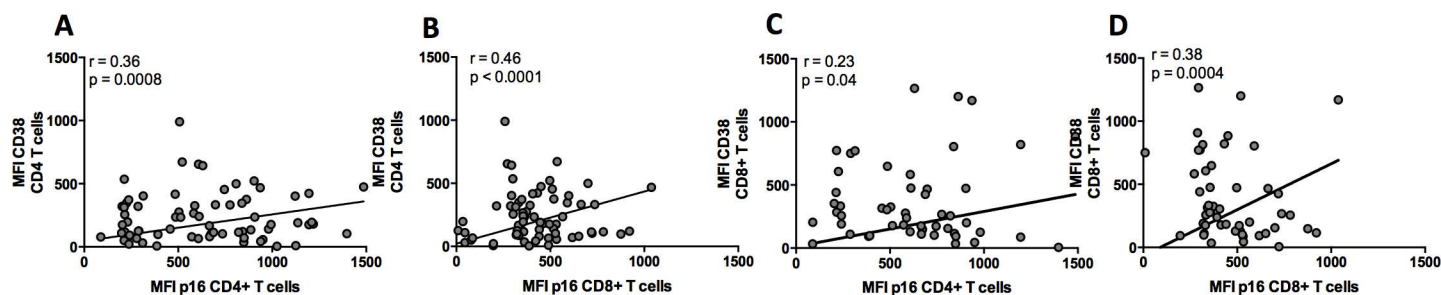 A
r = 0.36
p = 0.0008
1500
1000
500
0
0
500
1000
1500
MFI CD38
CD4 T cells
MFI p16 CD4+ T cells
B
r = 0.46
p < 0.0001
1500
1000
500
0
0
500
1000
1500
MFI CD38
CD4 T cells
MFI p16 CD8+ T cells
C
r = 0.23
p = 0.04
1500
1000
500
0
0
500
1000
1500
MFI CD38
CD8+ T cells
MFI p16 CD4+ T cells
D
r = 0.38
p = 0.0004
1500
1000
500
0
0
500
1000
1500
MFI CD38
CD8+ T cells
MFI p16 CD8+ T cells